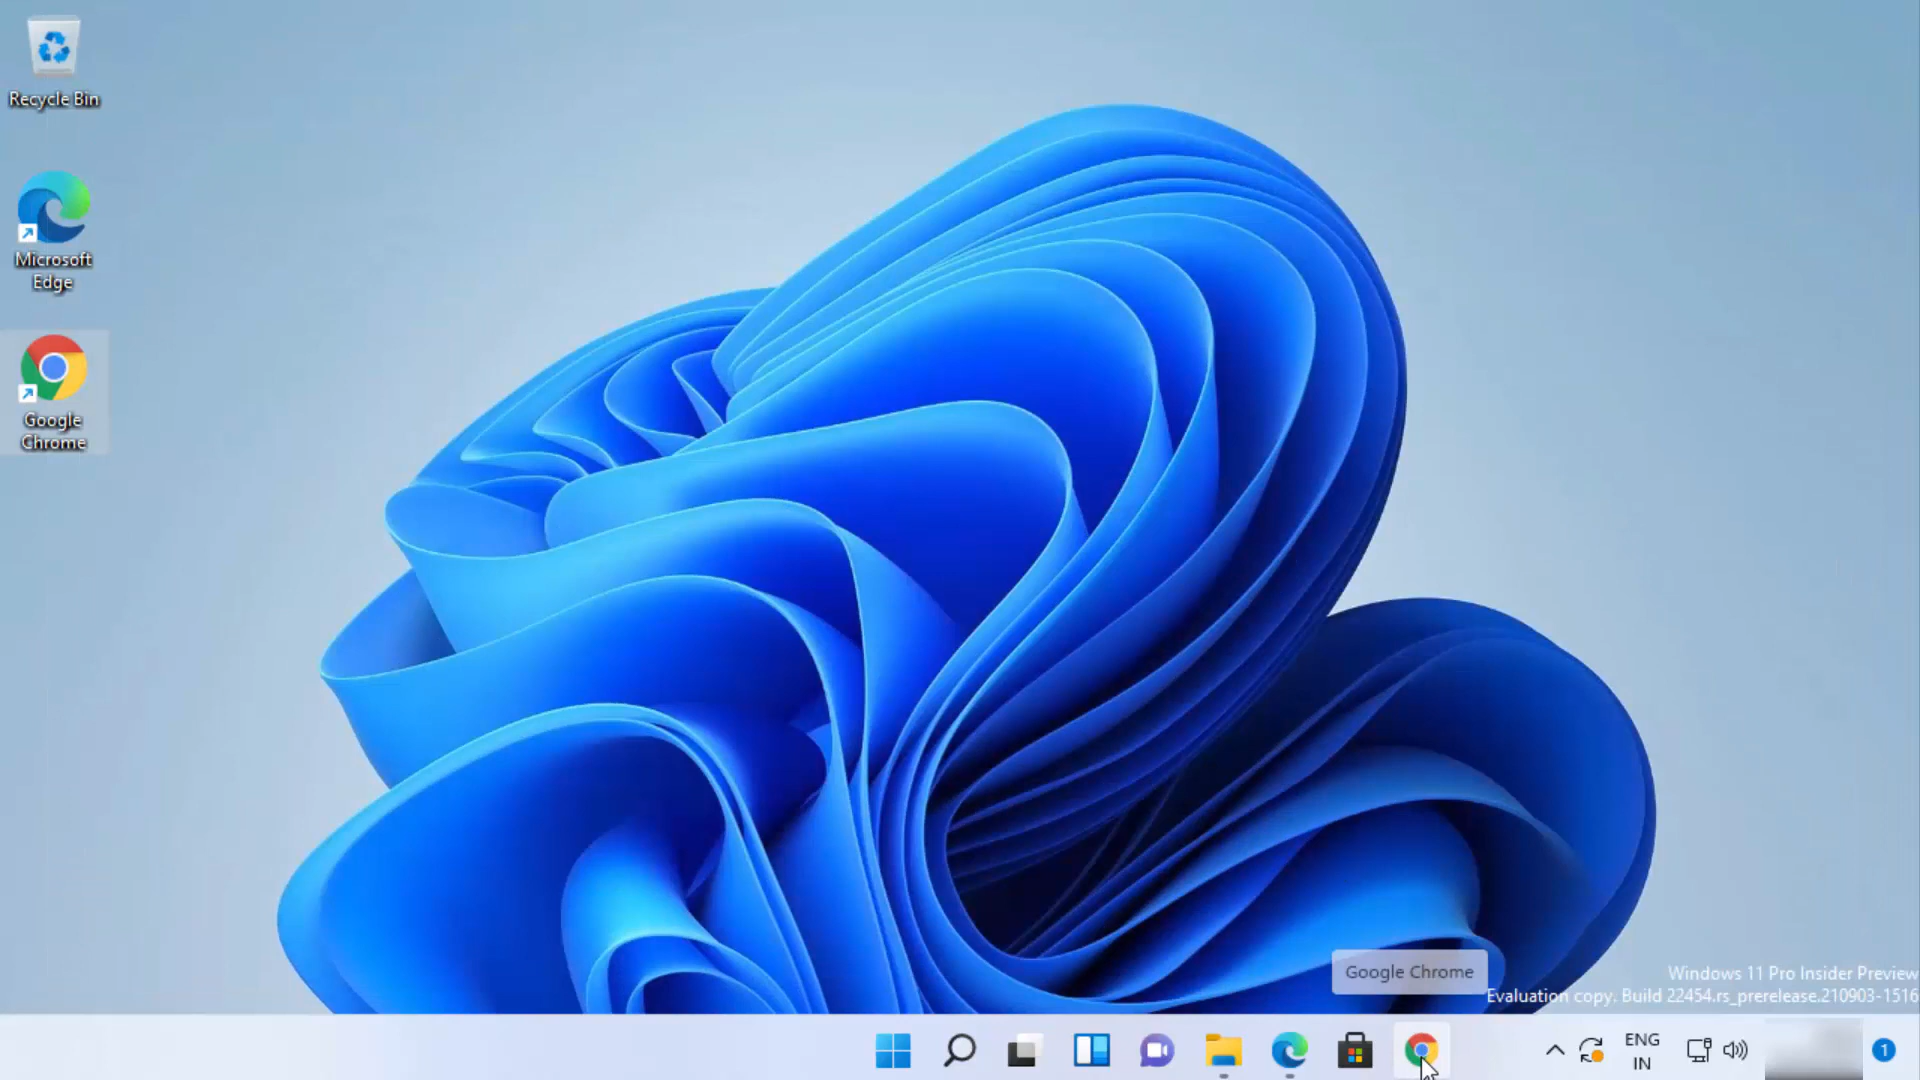 Recycle Bin
Microsoft
Edge
Google
Chrome
Google Chrome
Windows 11 Pro Insider Preview
Evaluation copy. Build 22454.rs_prerelease.210903-1516
ENG
IN
1